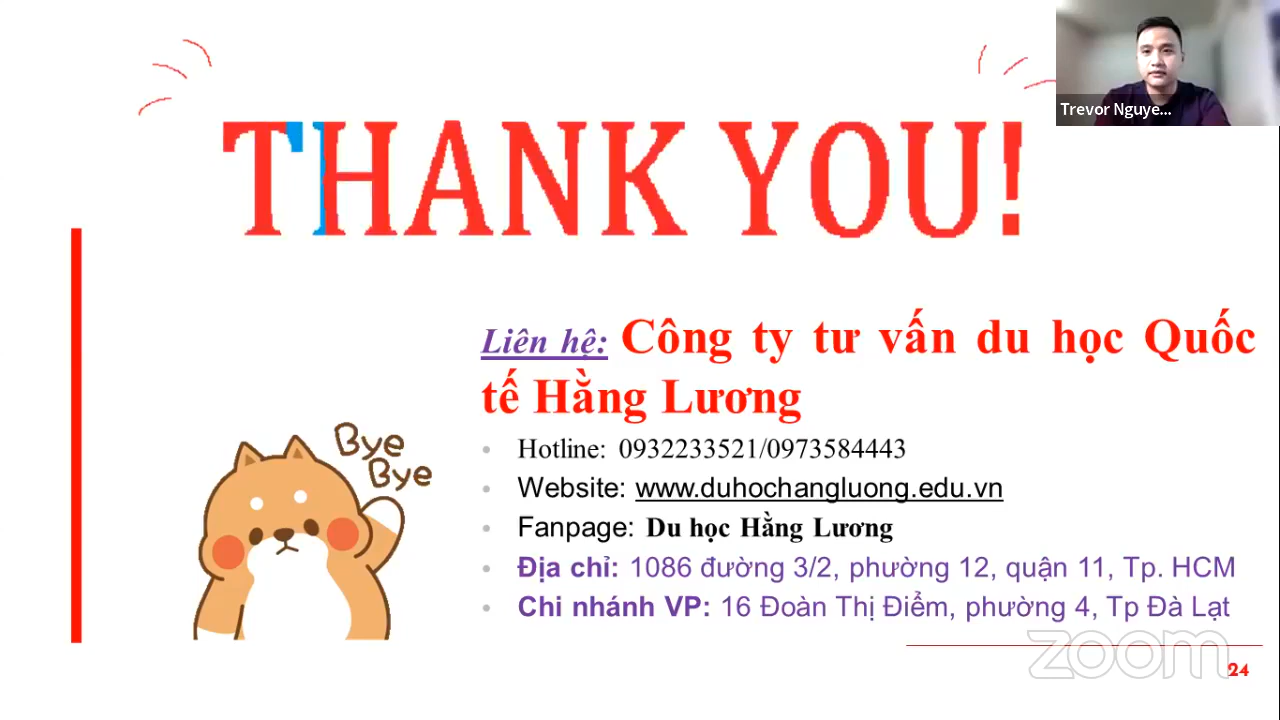 Trevor Nguye...
THANK YOU!
Liên hệ: Công ty tư vấn du học Quốc
tế Hằng Lương
Bye
Bye
• Hotline: 0932233521/0973584443
• Website: www.duhochangluong.edu.vn
• Fanpage: Du học Hằng Lương
• Địa chỉ: 1086 đường 3/2, phường 12, quận 11, Tp. HCM
• Chi nhánh VP: 16 Đoàn Thị Điểm, phường 4, Tp Đà Lạt
zoom
24